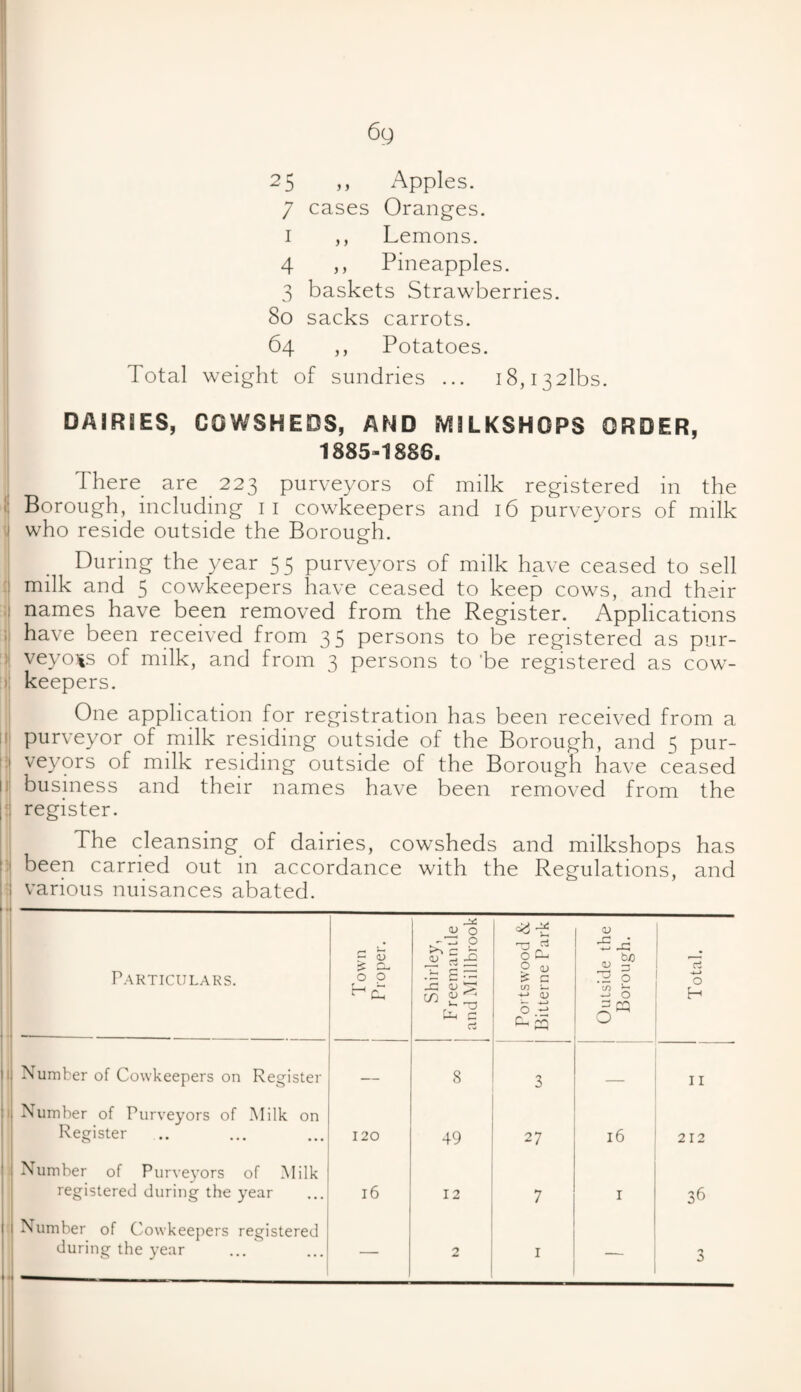 69
25 ,, Apples.
7 cases Oranges.
1 ,, Lemons.
4 ,, Pineapples.
3 baskets Strawberries.
80 sacks carrots.
64 ,, Potatoes.
Total weight of sundries ... 18,132lbs.
DAIRIES, COWSHEDS, AND MILKSHOPS ORDER,
1885-1886.
There are 223 purveyors of milk registered in the
Borough, including 11 cowkeepers and 16 purveyors of milk
who reside outside the Borough.
During the year 55 purveyors of milk have ceased to sell
milk and 5 cowkeepers have ceased to keep cows, and their
names have been removed from the Register. Applications
have been received from 35 persons to be registered as pur-
veyors of milk, and from 3 persons to be registered as cow-
keepers.
One application for registration has been received from a
purveyor of milk residing outside of the Borough, and 5 pur-
veyors of milk residing outside of the Borough have ceased
business and their names have been removed from the
register.
The cleansing of dairies, cowsheds and milkshops has
been carried out in accordance with the Regulations, and
various nuisances abated.
PARTICULARS. | Town Proper. | Shirley, Freemantle and Millbrook | Portswood & Bitterne Park | Outside the Borough. | Total.
Number of Cowkeepers on Register — 8 3 — 11
Number of Purveyors of Milk on
Register .. ... ... 120 49 27 16 212
Number of Purveyors of Milk
registered during the year ... 16 12 7 1 36
Number of Cowkeepers registered
during the year ... ... — 2 1 — 3